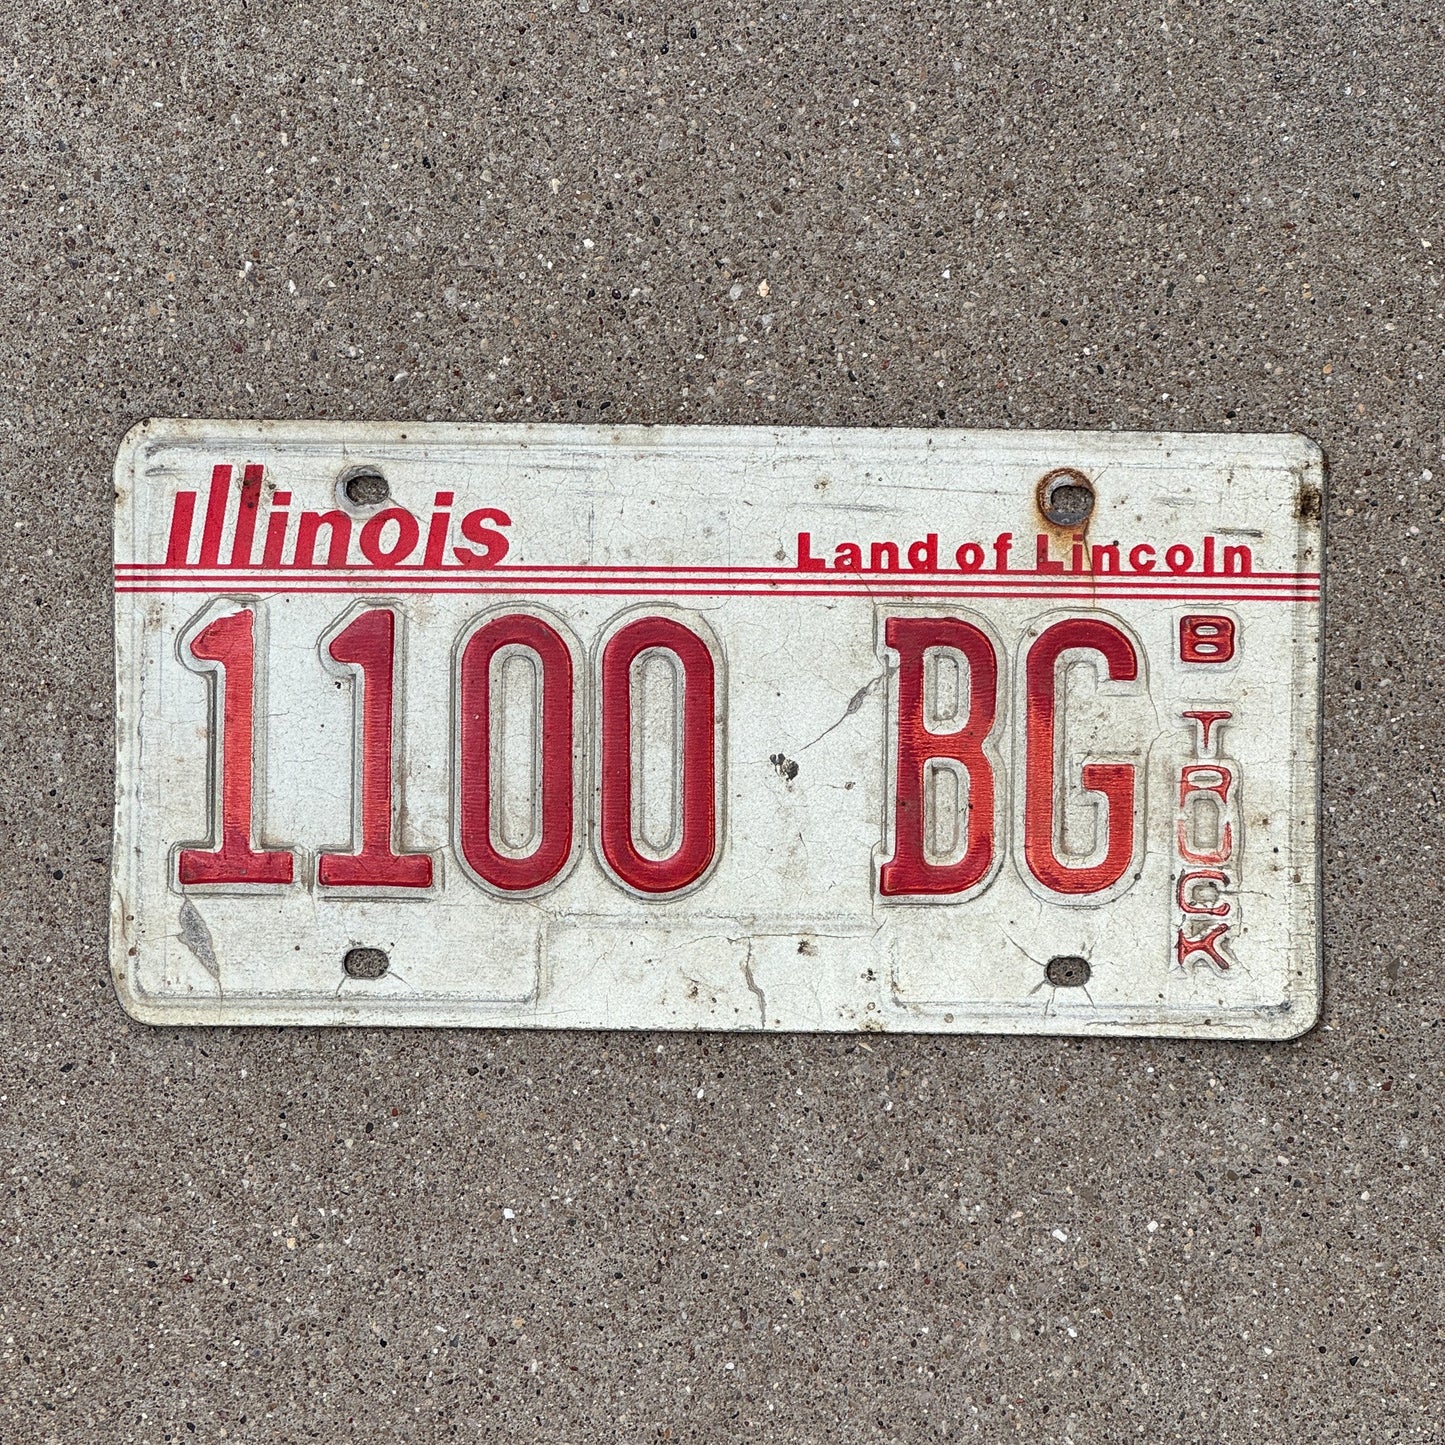 Illinois Land of Lincoln
1100 BG
B TRUCK